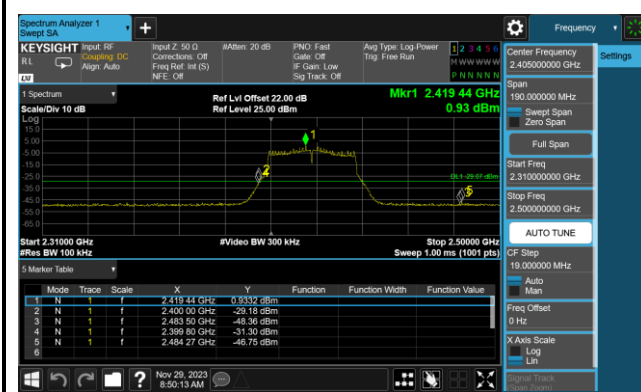 Spectrum Analyzer 1
Swept SA
+
Frequency
KEYSIGHT
RL
LXI
Input: RF
Coupling: DC
Align: Auto
Input Z: 50 Ω
Corrections: Off
Freq Ref: Int (S)
NFE: Off
#Atten: 20 dB
PNO: Fast
Gate: Off
IF Gain: Low
Sig Track: Off
Avg Type: Log-Power
Trig: Free Run
1 2 3 4 5 6
M W W W W W
P N N N N N
Center Frequency
2.405000000 GHz
Settings
Span
190.000000 MHz
Swept Span
Zero Span
Full Span
Start Freq
2.310000000 GHz
Stop Freq
2.500000000 GHz
AUTO TUNE
CF Step
19.000000 MHz
Auto
Man
Freq Offset
0 Hz
X Axis Scale
Log
Lin
Signal Track
(Span Zoom)
1 Spectrum
Scale/Div 10 dB
Ref Lvl Offset 22.00 dB
Ref Level 25.00 dBm
Mkr1 2.419 44 GHz
0.93 dBm
Log
15.0
5.00
-5.00
-15.0
-25.0
-35.0
-45.0
-55.0
-65.0
1
2
5
DL1 -29.07 dBm
Start 2.31000 GHz
#Res BW 100 kHz
#Video BW 300 kHz
Stop 2.50000 GHz
Sweep 1.00 ms (1001 pts)
5 Marker Table
Mode Trace Scale X Y Function Function Width Function Value
1 N 1 f 2.419 44 GHz 0.9332 dBm
2 N 1 f 2.400 00 GHz -29.18 dBm
3 N 1 f 2.483 50 GHz -48.36 dBm
4 N 1 f 2.399 80 GHz -31.30 dBm
5 N 1 f 2.484 27 GHz -46.75 dBm
6
?
Nov 29, 2023
8:50:13 AM